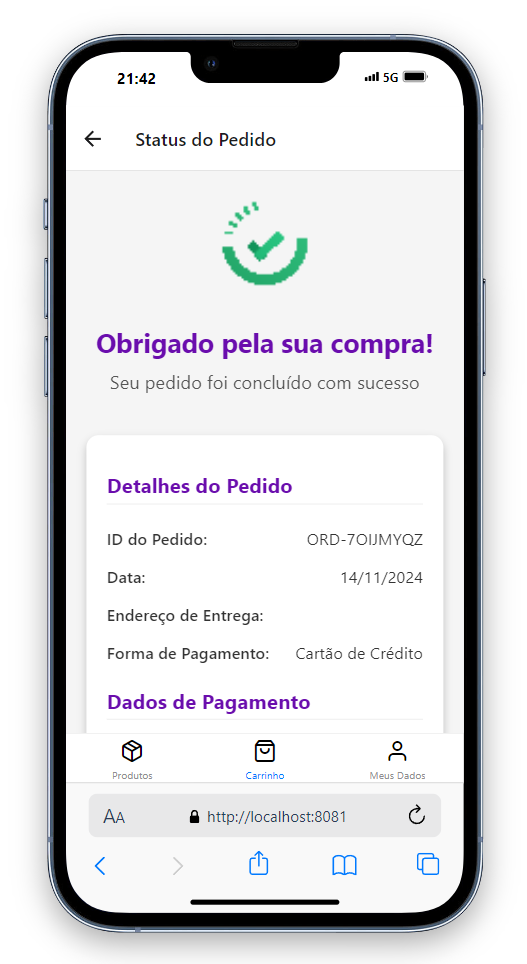 21:42
5G
Status do Pedido
Obrigado pela sua compra!
Seu pedido foi concluído com sucesso
Detalhes do Pedido
ID do Pedido: ORD-7OIJMYQZ
Data: 14/11/2024
Endereço de Entrega:
Forma de Pagamento: Cartão de Crédito
Dados de Pagamento
Produtos Carrinho Meus Dados
AA http://localhost:8081